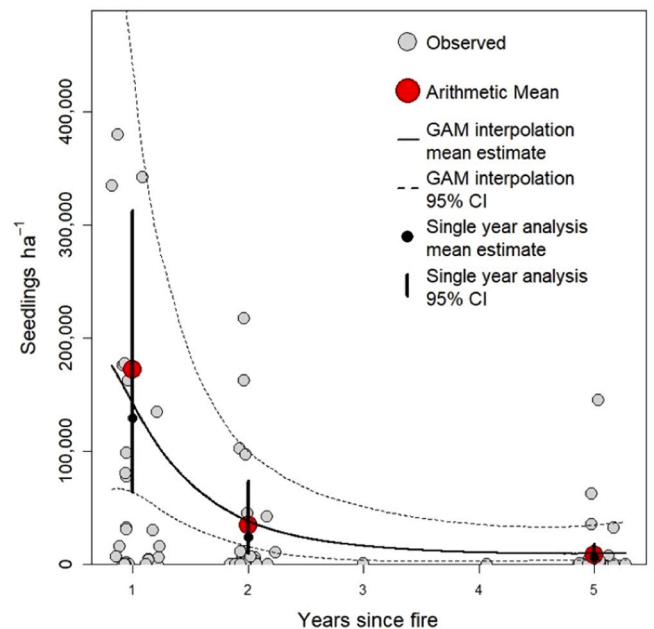 Observed
Arithmetic Mean
GAM interpolation
mean estimate
GAM interpolation
95% CI
Single year analysis
mean estimate
Single year analysis
95% CI
Seedlings ha⁻¹
400,000
300,000
200,000
100,000
0
1 2 3 4 5
Years since fire